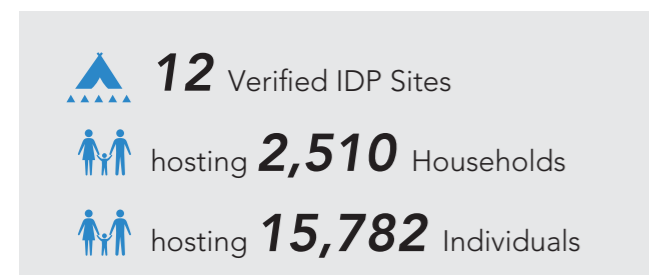 12 Verified IDP Sites
hosting 2,510 Households
hosting 15,782 Individuals